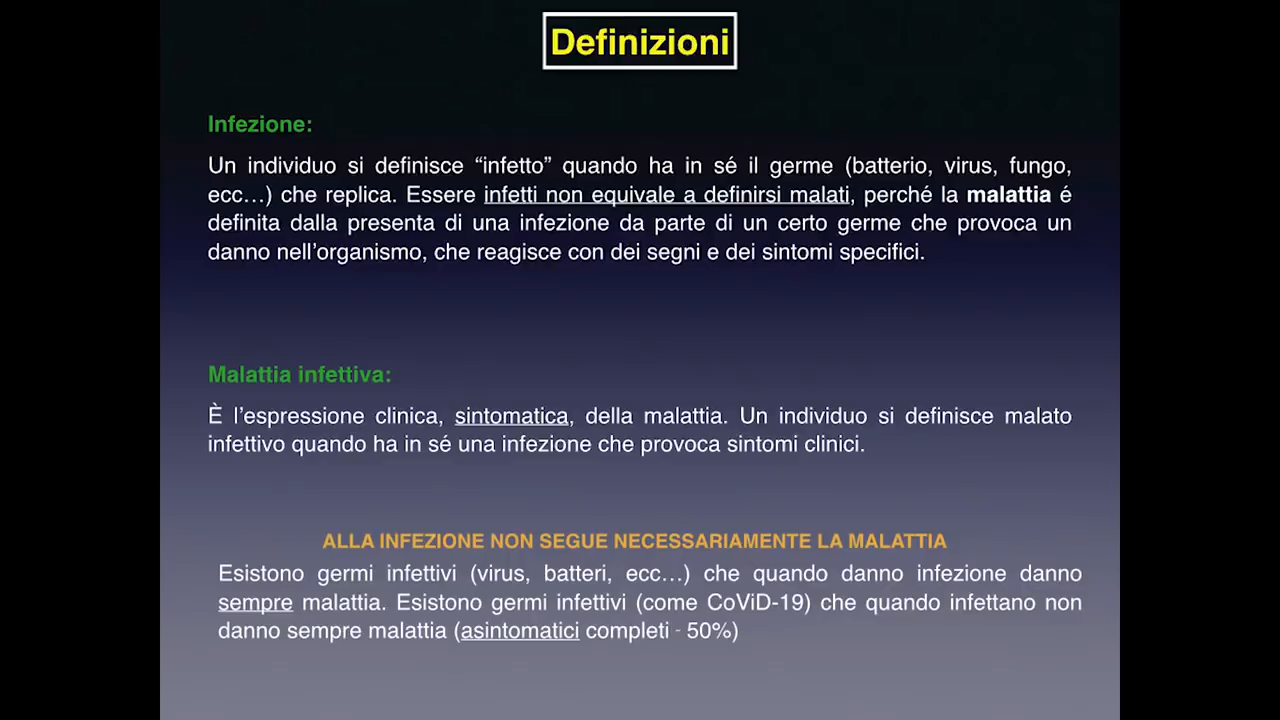 Definizioni
Infezione:
Un individuo si definisce “infetto” quando ha in sé il germe (batterio, virus, fungo,
ecc…) che replica. Essere infetti non equivale a definirsi malati, perché la malattia é
definita dalla presenta di una infezione da parte di un certo germe che provoca un
danno nell’organismo, che reagisce con dei segni e dei sintomi specifici.
Malattia infettiva:
È l’espressione clinica, sintomatica, della malattia. Un individuo si definisce malato
infettivo quando ha in sé una infezione che provoca sintomi clinici.
ALLA INFEZIONE NON SEGUE NECESSARIAMENTE LA MALATTIA
Esistono germi infettivi (virus, batteri, ecc…) che quando danno infezione danno
sempre malattia. Esistono germi infettivi (come CoViD-19) che quando infettano non
danno sempre malattia (asintomatici completi - 50%)